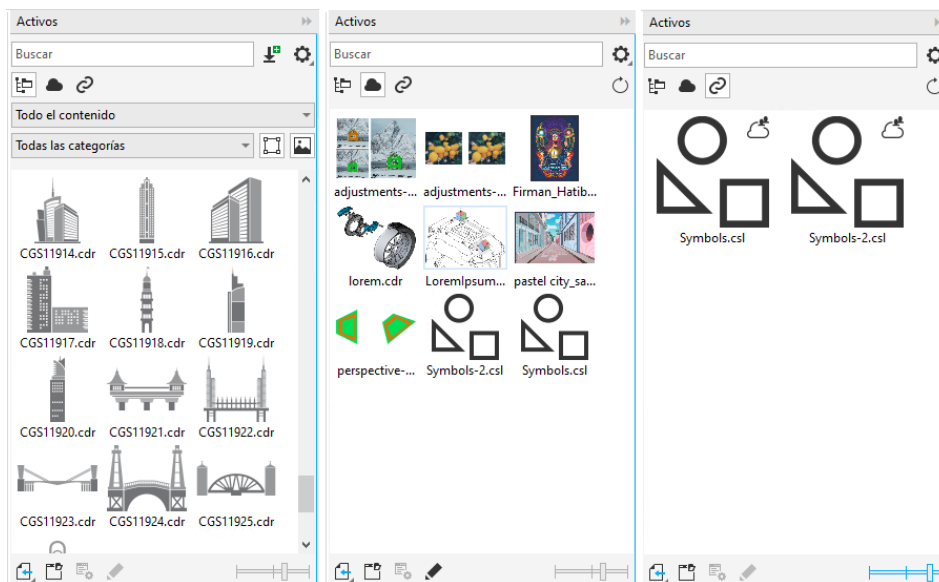 Activos
Buscar
Todo el contenido
Todas las categorías
CGS11914.cdr CGS11915.cdr CGS11916.cdr
CGS11917.cdr CGS11918.cdr CGS11919.cdr
CGS11920.cdr CGS11921.cdr CGS11922.cdr
CGS11923.cdr CGS11924.cdr CGS11925.cdr
Activos
Buscar
adjustments-... adjustments-... Firman_Hatib...
lorem.cdr LoremIpsum... pastel city_sa...
perspective-... Symbols-2.csl Symbols.csl
Activos
Buscar
Symbols.csl Symbols-2.csl